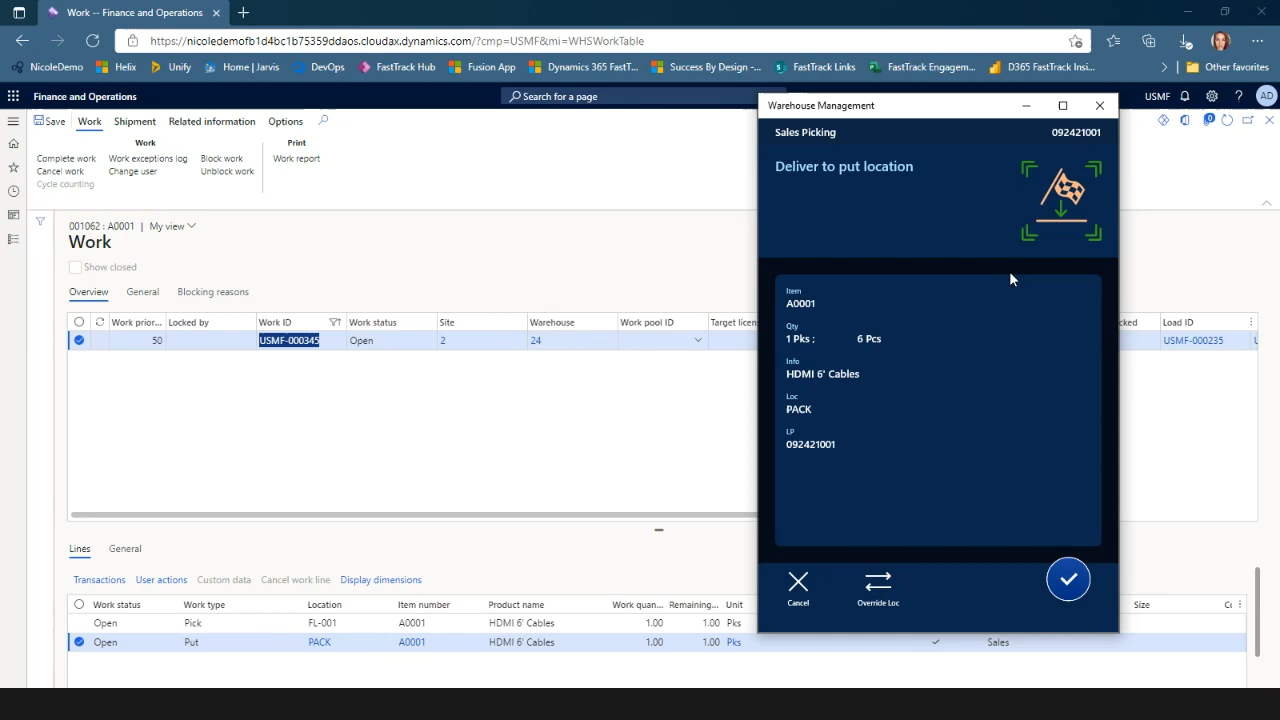 Work -- Finance and Operations
https://nicoledemofb1d4bc1b75359ddaos.cloudax.dynamics.com/?cmp=USMF&mi=WHSWorkTable
NicoleDemo Helix Unify Home | Jarvis DevOps FastTrack Hub Fusion App Dynamics 365 FastT... Success By Design -... FastTrack Links FastTrack Engagem... D365 FastTrack Insi... Other favorites
Finance and Operations Search for a page USMF ? AD
Save Work Shipment Related information Options
Work Print
Complete work Work exceptions log Block work Work report
Cancel work Change user Unblock work
Cycle counting
001062 : A0001 | My view
Work
Show closed
Overview General Blocking reasons
Work prior... Locked by Work ID Work status Site Warehouse Work pool ID Target licen cked Load ID
50 USMF-000345 Open 2 24 USMF-000235
Lines General
Transactions User actions Custom data Cancel work line Display dimensions
Work status Work type Location Item number Product name Work quan... Remaining... Unit Size
Open Pick FL-001 A0001 HDMI 6' Cables 1.00 1.00 Pks
Open Put PACK A0001 HDMI 6' Cables 1.00 1.00 Pks Sales
Warehouse Management
Sales Picking 092421001
Deliver to put location
Item
A0001
Qty
1 Pks ; 6 Pcs
Info
HDMI 6' Cables
Loc
PACK
LP
092421001
Cancel Override Loc